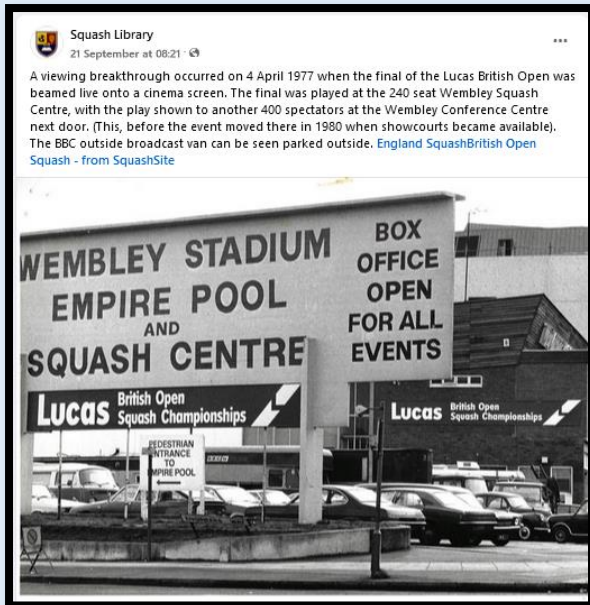 Squash Library
21 September at 08:21 ·
A viewing breakthrough occurred on 4 April 1977 when the final of the Lucas British Open was
beamed live onto a cinema screen. The final was played at the 240 seat Wembley Squash
Centre, with the play shown to another 400 spectators at the Wembley Conference Centre
next door. (This, before the event moved there in 1980 when showcourts became available).
The BBC outside broadcast van can be seen parked outside. England SquashBritish Open
Squash - from SquashSite
WEMBLEY STADIUM
EMPIRE POOL
AND
SQUASH CENTRE
BOX
OFFICE
OPEN
FOR ALL
EVENTS
Lucas British Open
Squash Championships
Lucas British Open
Squash Championships
PEDESTRIAN
ENTRANCE
TO
EMPIRE POOL